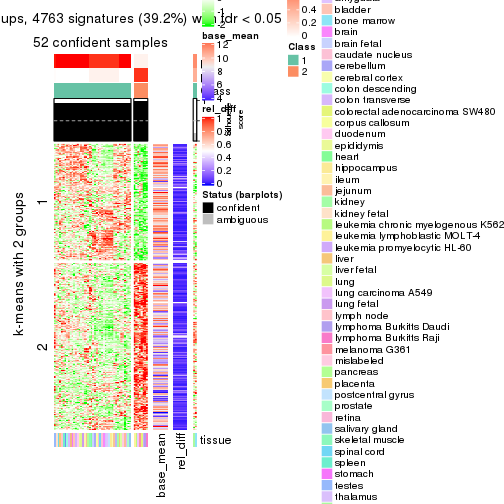 ups, 4763 signatures (39.2%) w
fdr < 0.05
52 confident samples
k-means with 2 groups
1
2
base_mean
rel_diff
tissue
2
-1
-2
base_mean
12
10
8
6
4
rel_diff
1
0.8
0.6
0.4
0.2
0
score
Status (barplots)
confident
ambiguous
0.4
0.2
0
Class
1
2
bladder
bone marrow
brain
brain fetal
caudate nucleus
cerebellum
cerebral cortex
colon descending
colon transverse
colorectal adenocarcinoma SW480
corpus callosum
duodenum
epididymis
heart
hippocampus
ileum
jejunum
kidney
kidney fetal
leukemia chronic myelogenous K562
leukemia lymphoblastic MOLT-4
leukemia promyelocytic HL-60
liver
liver fetal
lung
lung carcinoma A549
lung fetal
lymph node
lymphoma Burkitts Daudi
lymphoma Burkitts Raji
melanoma G361
mislabeled
pancreas
placenta
postcentral gyrus
prostate
retina
salivary gland
skeletal muscle
spinal cord
spleen
stomach
testes
thalamus